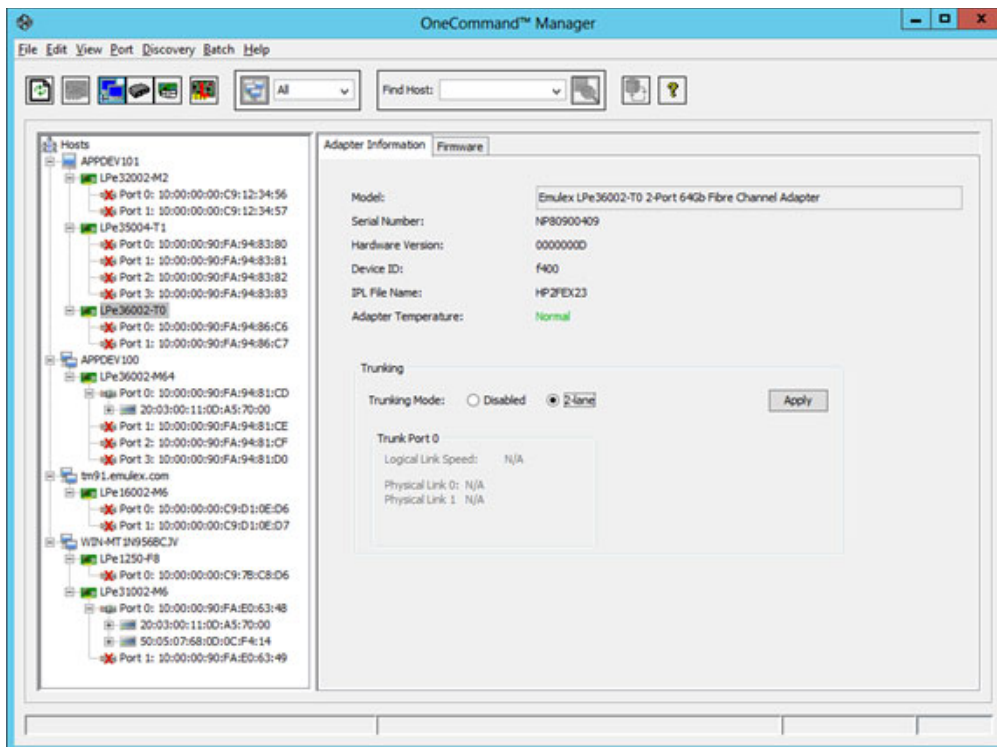 OneCommand™ Manager
File Edit View Port Discovery Batch Help
All
Find Host:
Hosts
APPDEV101
LPe32002-M2
Port 0: 10:00:00:00:C9:12:34:56
Port 1: 10:00:00:00:C9:12:34:57
LPe35004-T1
Port 0: 10:00:00:90:FA:94:83:80
Port 1: 10:00:00:90:FA:94:83:81
Port 2: 10:00:00:90:FA:94:83:82
Port 3: 10:00:00:90:FA:94:83:83
LPe36002-T0
Port 0: 10:00:00:90:FA:94:86:C6
Port 1: 10:00:00:90:FA:94:86:C7
APPDEV100
LPe36002-M64
Port 0: 10:00:00:90:FA:94:81:CD
20:03:00:11:0D:A5:70:00
Port 1: 10:00:00:90:FA:94:81:CE
Port 2: 10:00:00:90:FA:94:81:CF
Port 3: 10:00:00:90:FA:94:81:D0
tm91.emulex.com
LPe16002-M6
Port 0: 10:00:00:00:C9:D1:0E:D6
Port 1: 10:00:00:00:C9:D1:0E:D7
WIN-MT1N956BCJV
LPe1250-F8
Port 0: 10:00:00:00:C9:7B:C8:D6
LPe31002-M6
Port 0: 10:00:00:90:FA:E0:63:48
20:03:00:11:0D:A5:70:00
50:05:07:68:0D:0C:F4:14
Port 1: 10:00:00:90:FA:E0:63:49
Adapter Information Firmware
Model: Emulex LPe36002-T0 2-Port 64Gb Fibre Channel Adapter
Serial Number: NP80900409
Hardware Version: 0000000D
Device ID: f400
IPL File Name: HP2FEX23
Adapter Temperature: Normal
Trunking
Trunking Mode: Disabled 2-lane Apply
Trunk Port 0
Logical Link Speed: N/A
Physical Link 0: N/A
Physical Link 1 N/A